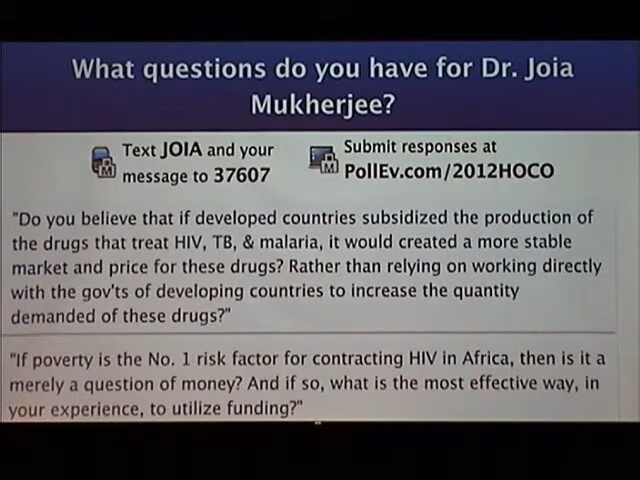 What questions do you have for Dr. Joia
Mukherjee?
Text JOIA and your
message to 37607
Submit responses at
PollEv.com/2012HOCO
"Do you believe that if developed countries subsidized the production of
the drugs that treat HIV, TB, & malaria, it would created a more stable
market and price for these drugs? Rather than relying on working directly
with the gov'ts of developing countries to increase the quantity
demanded of these drugs?"
"If poverty is the No. 1 risk factor for contracting HIV in Africa, then is it a
merely a question of money? And if so, what is the most effective way, in
your experience, to utilize funding?"